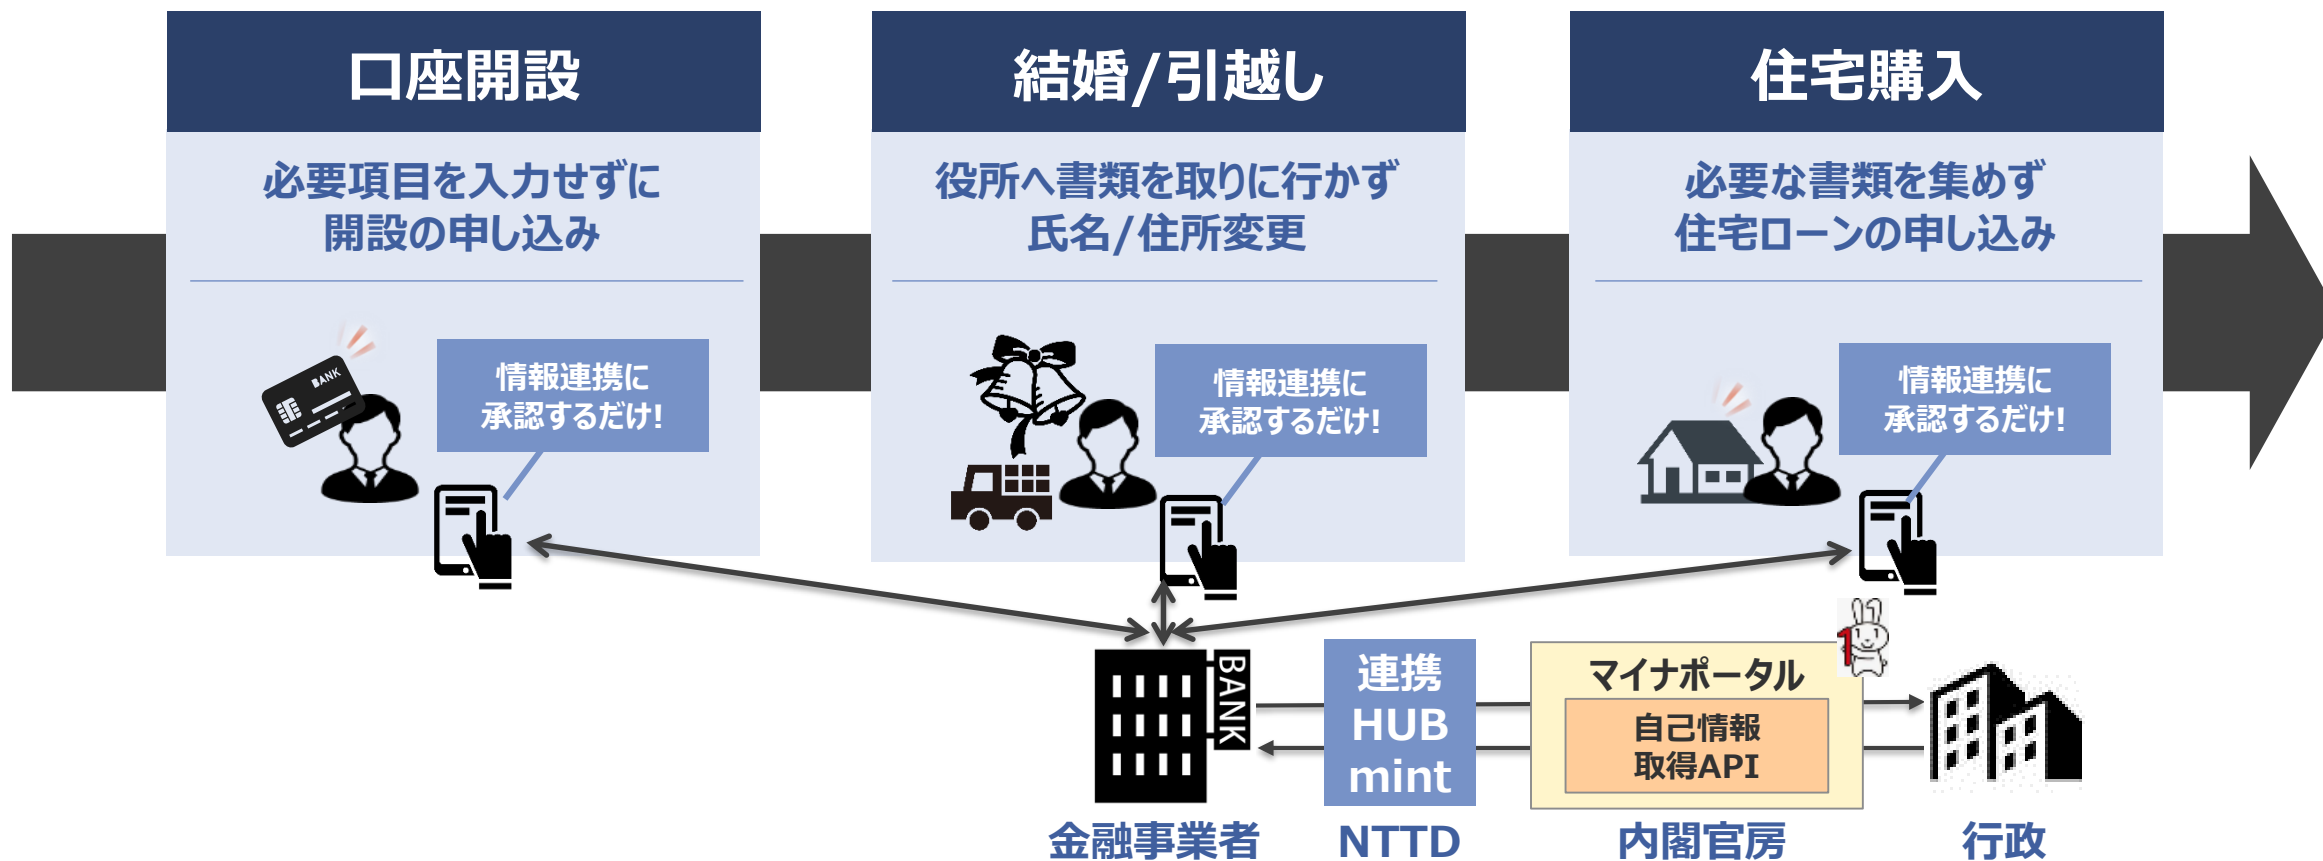 口座開設
必要項目を入力せずに
開設の申し込み
BANK
情報連携に
承認するだけ!
結婚/引越し
役所へ書類を取りに行かず
氏名/住所変更
情報連携に
承認するだけ!
住宅購入
必要な書類を集めず
住宅ローンの申し込み
情報連携に
承認するだけ!
BANK
金融事業者
連携
HUB
mint
NTTD
マイナポータル
自己情報
取得API
内閣官房
1
行政